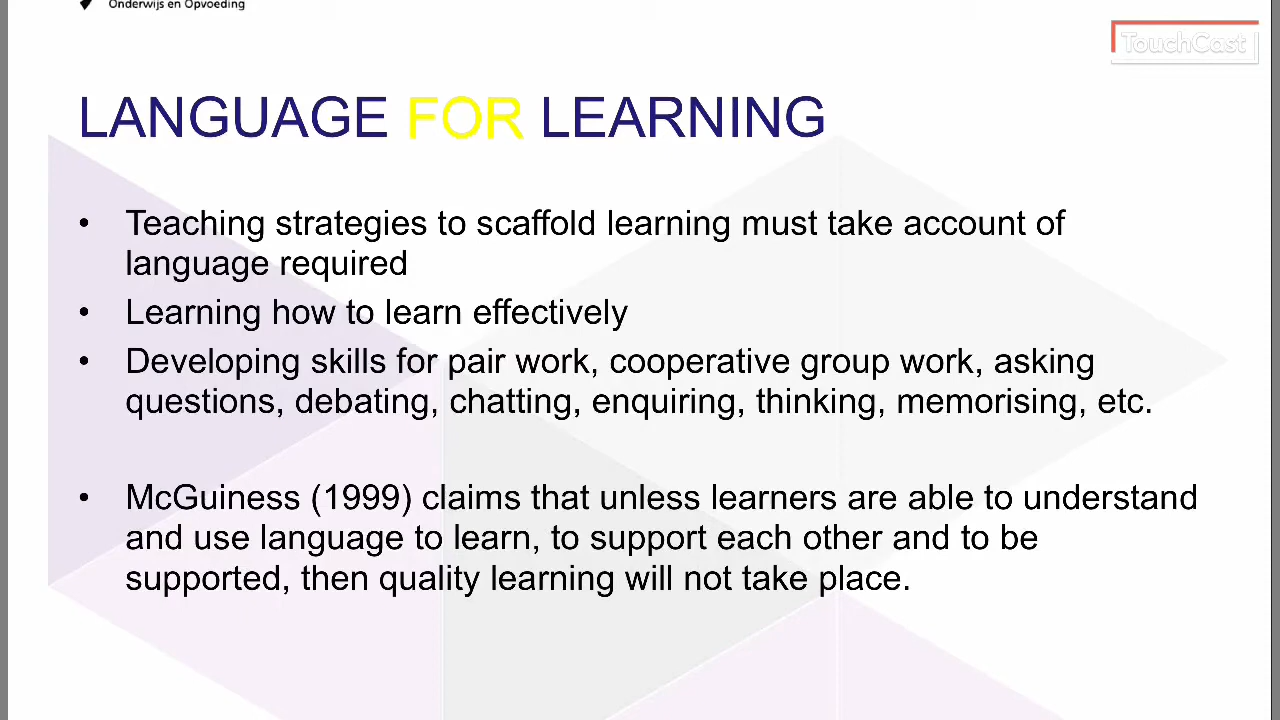 Onderwijs en Opvoeding
TouchCast
LANGUAGE FOR LEARNING
• Teaching strategies to scaffold learning must take account of
language required
• Learning how to learn effectively
• Developing skills for pair work, cooperative group work, asking
questions, debating, chatting, enquiring, thinking, memorising, etc.
• McGuiness (1999) claims that unless learners are able to understand
and use language to learn, to support each other and to be
supported, then quality learning will not take place.